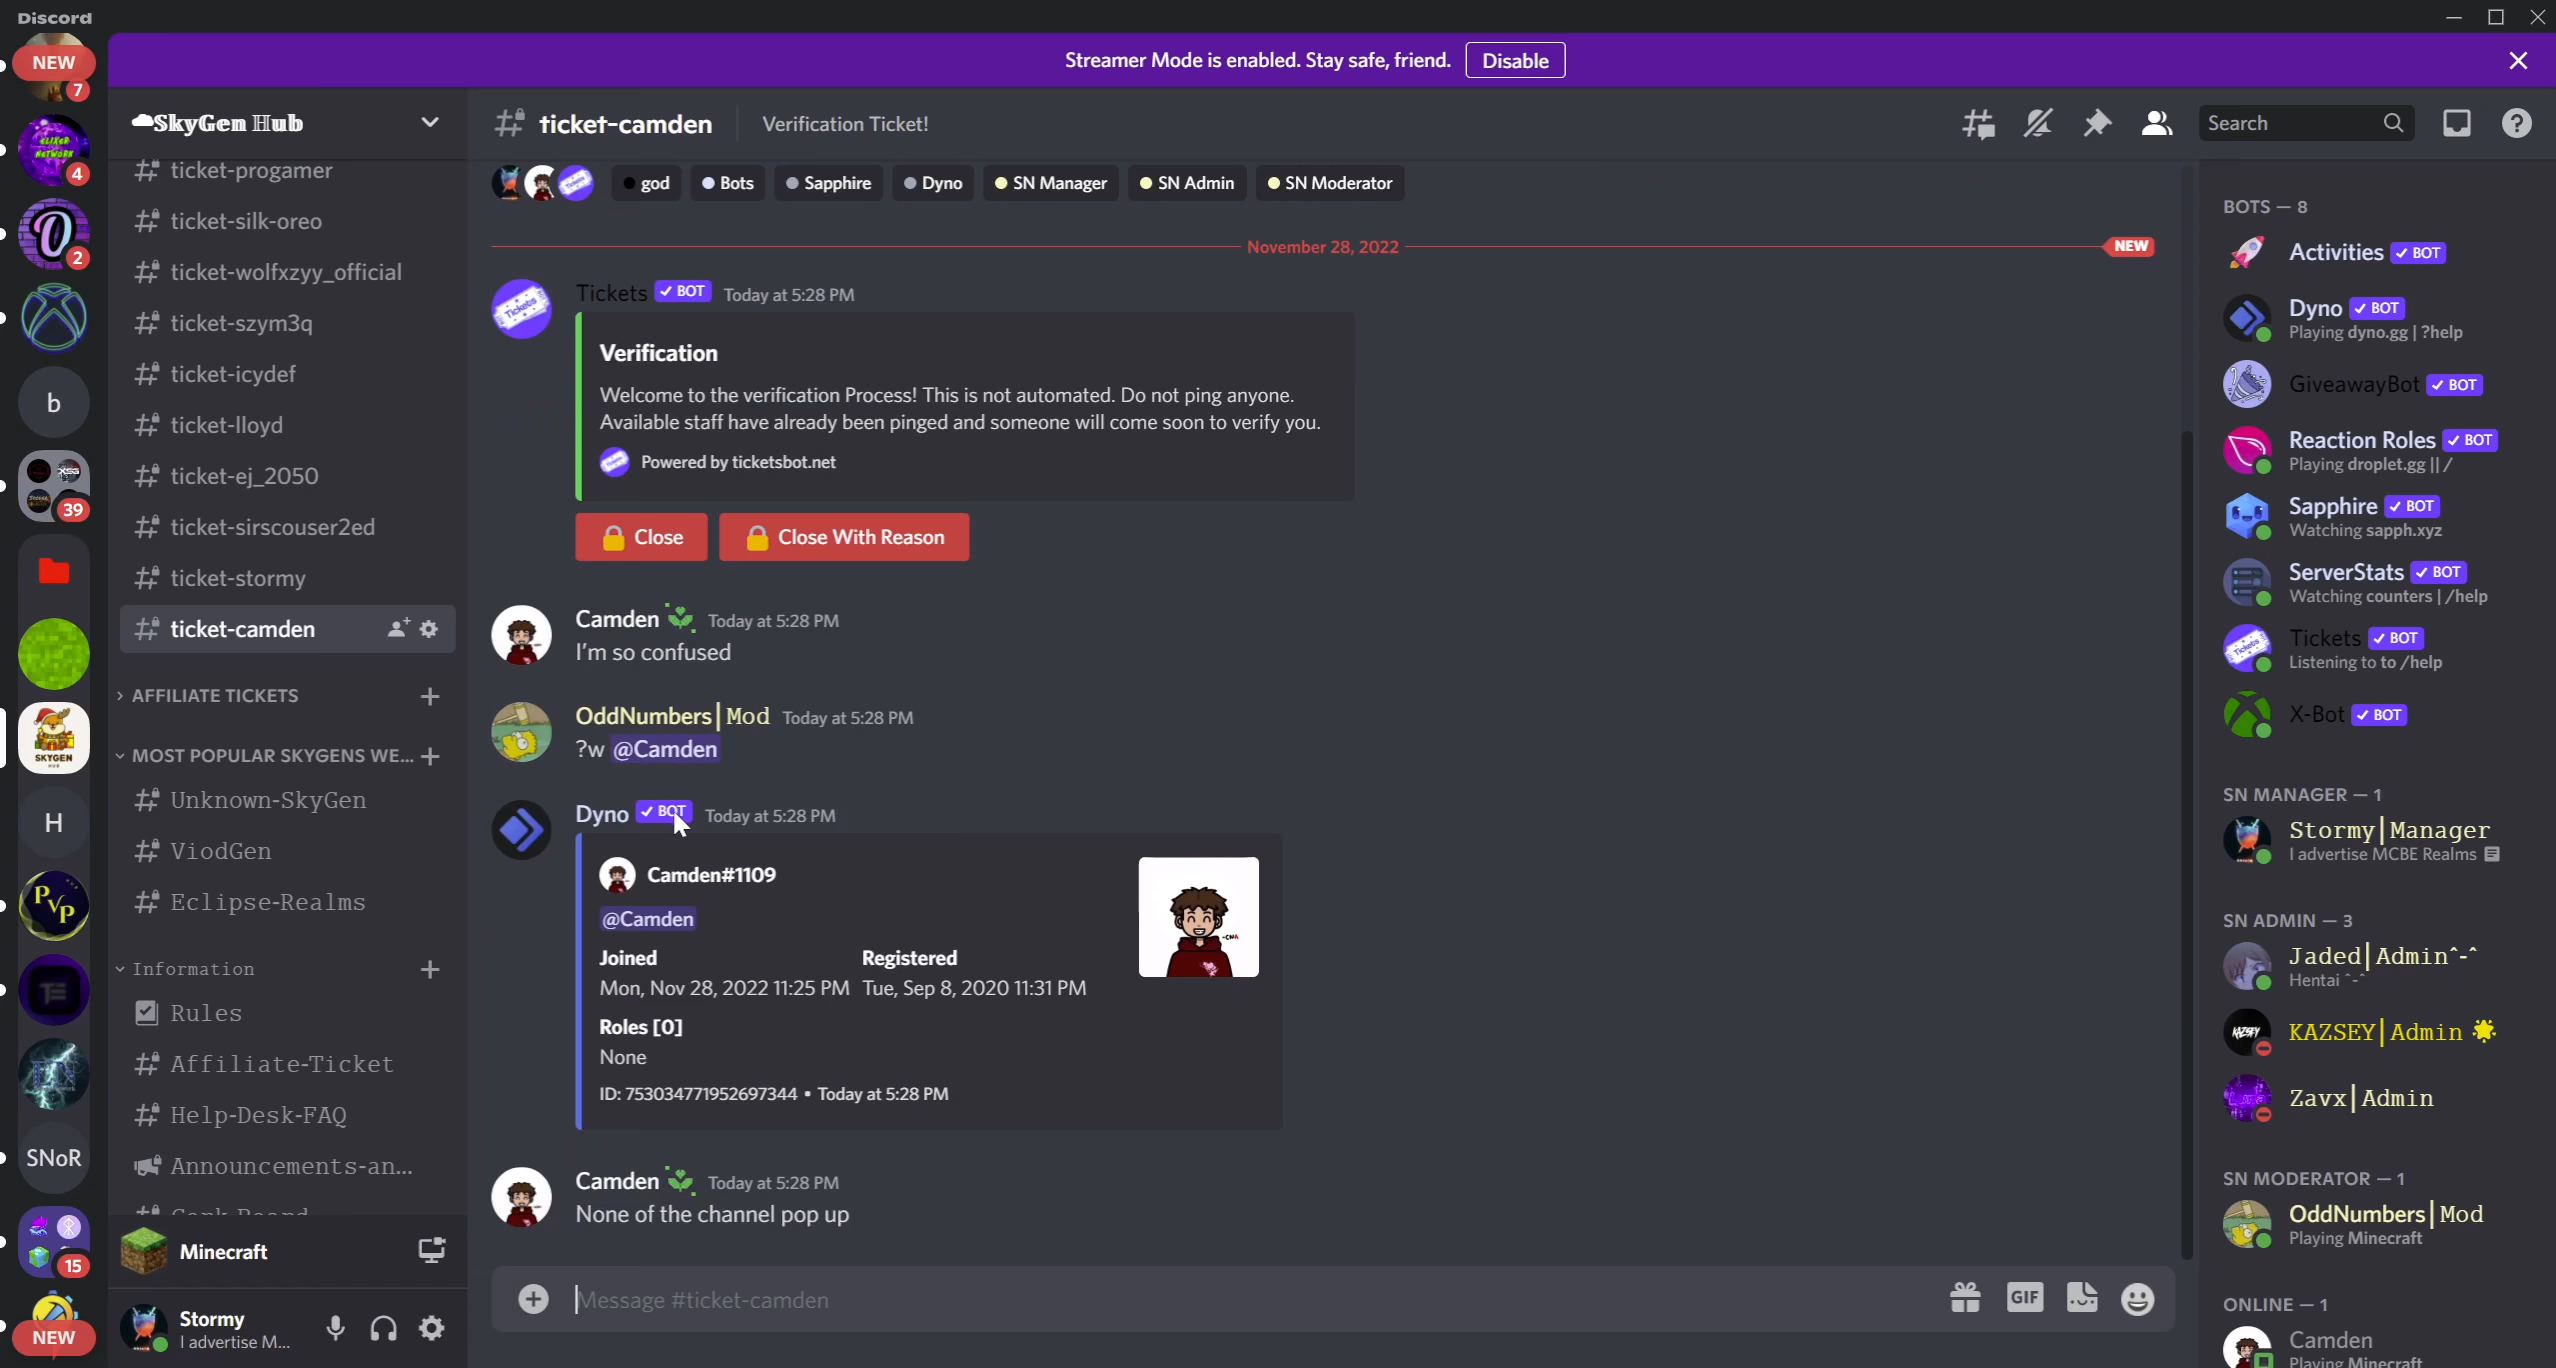 Discord
Streamer Mode is enabled. Stay safe, friend.
Disable
NEW
7
4
2
b
39
H
PVP
SNoR
15
NEW
SKYGEN
☁SkyGen ℍub
ticket-progamer
ticket-silk-oreo
ticket-wolfxzyy_official
ticket-szym3q
ticket-icydef
ticket-lloyd
ticket-ej_2050
ticket-sirscouser2ed
ticket-stormy
ticket-camden
AFFILIATE TICKETS
MOST POPULAR SKYGENS WE...
Unknown-SkyGen
ViodGen
Eclipse-Realms
Information
Rules
Affiliate-Ticket
Help-Desk-FAQ
Announcements-an...
Minecraft
Stormy
I advertise M...
ticket-camden
Verification Ticket!
Search
god
Bots
Sapphire
Dyno
SN Manager
SN Admin
SN Moderator
November 28, 2022
NEW
Tickets ✓ BOT Today at 5:28 PM
Verification
Welcome to the verification Process! This is not automated. Do not ping anyone.
Available staff have already been pinged and someone will come soon to verify you.
Powered by ticketsbot.net
Close
Close With Reason
Camden Today at 5:28 PM
I'm so confused
OddNumbers|Mod Today at 5:28 PM
?w @Camden
Dyno ✓ BOT Today at 5:28 PM
Camden#1109
@Camden
Joined Registered
Mon, Nov 28, 2022 11:25 PM Tue, Sep 8, 2020 11:31 PM
Roles [0]
None
ID: 753034771952697344 • Today at 5:28 PM
Camden Today at 5:28 PM
None of the channel pop up
Message #ticket-camden
GIF
BOTS — 8
Activities ✓ BOT
Dyno ✓ BOT
Playing dyno.gg | ?help
GiveawayBot ✓ BOT
Reaction Roles ✓ BOT
Playing droplet.gg || /
Sapphire ✓ BOT
Watching sapph.xyz
ServerStats ✓ BOT
Watching counters | /help
Tickets ✓ BOT
Listening to to /help
X-Bot ✓ BOT
SN MANAGER — 1
Stormy|Manager
I advertise MCBE Realms
SN ADMIN — 3
Jaded|Admin^-^
Hentai ^-^
KAZSEY|Admin
Zavx|Admin
SN MODERATOR — 1
OddNumbers|Mod
Playing Minecraft
ONLINE — 1
Camden
Playing Minecraft